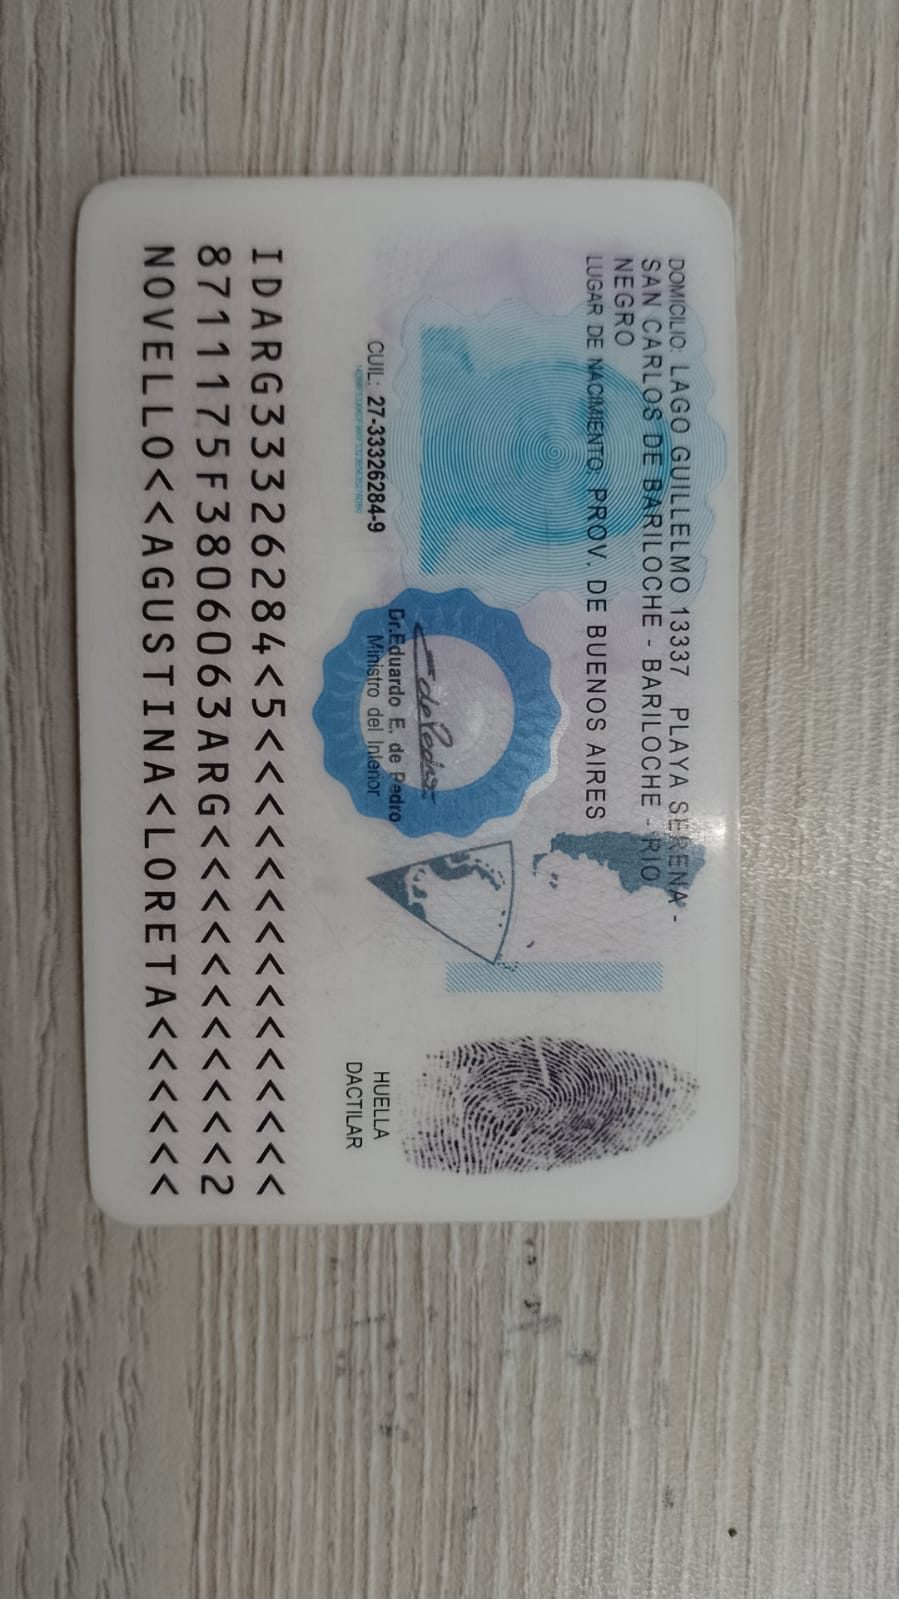 DOMICILIO: LAGO GUILLELMO 13337 PLAYA SERENA -
SAN CARLOS DE BARILOCHE - BARILOCHE - RIO
NEGRO
LUGAR DE NACIMIENTO: PROV. DE BUENOS AIRES
CUIL: 27-33326284-9
Dr. Eduardo E. de Pedro
Ministro del Interior
HUELLA
DACTILAR
IDARG33326284<5<<<<<<<<<<<<<<<
8711175F3806063ARG<<<<<<<<<<<2
NOVELLO<<AGUSTINA<LORETA<<<<<<